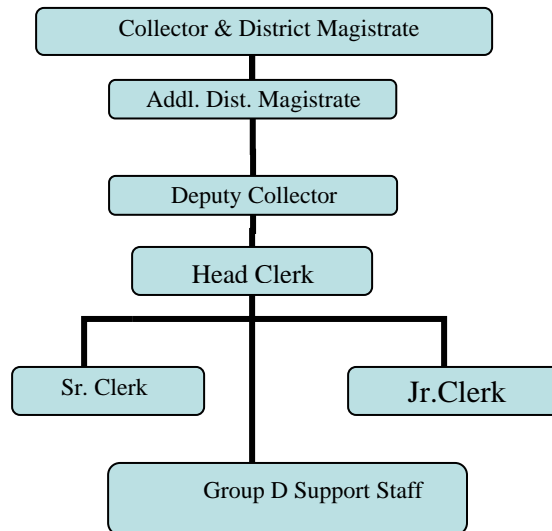 Collector & District Magistrate
Addl. Dist. Magistrate
Deputy Collector
Head Clerk
Sr. Clerk
Jr.Clerk
Group D Support Staff